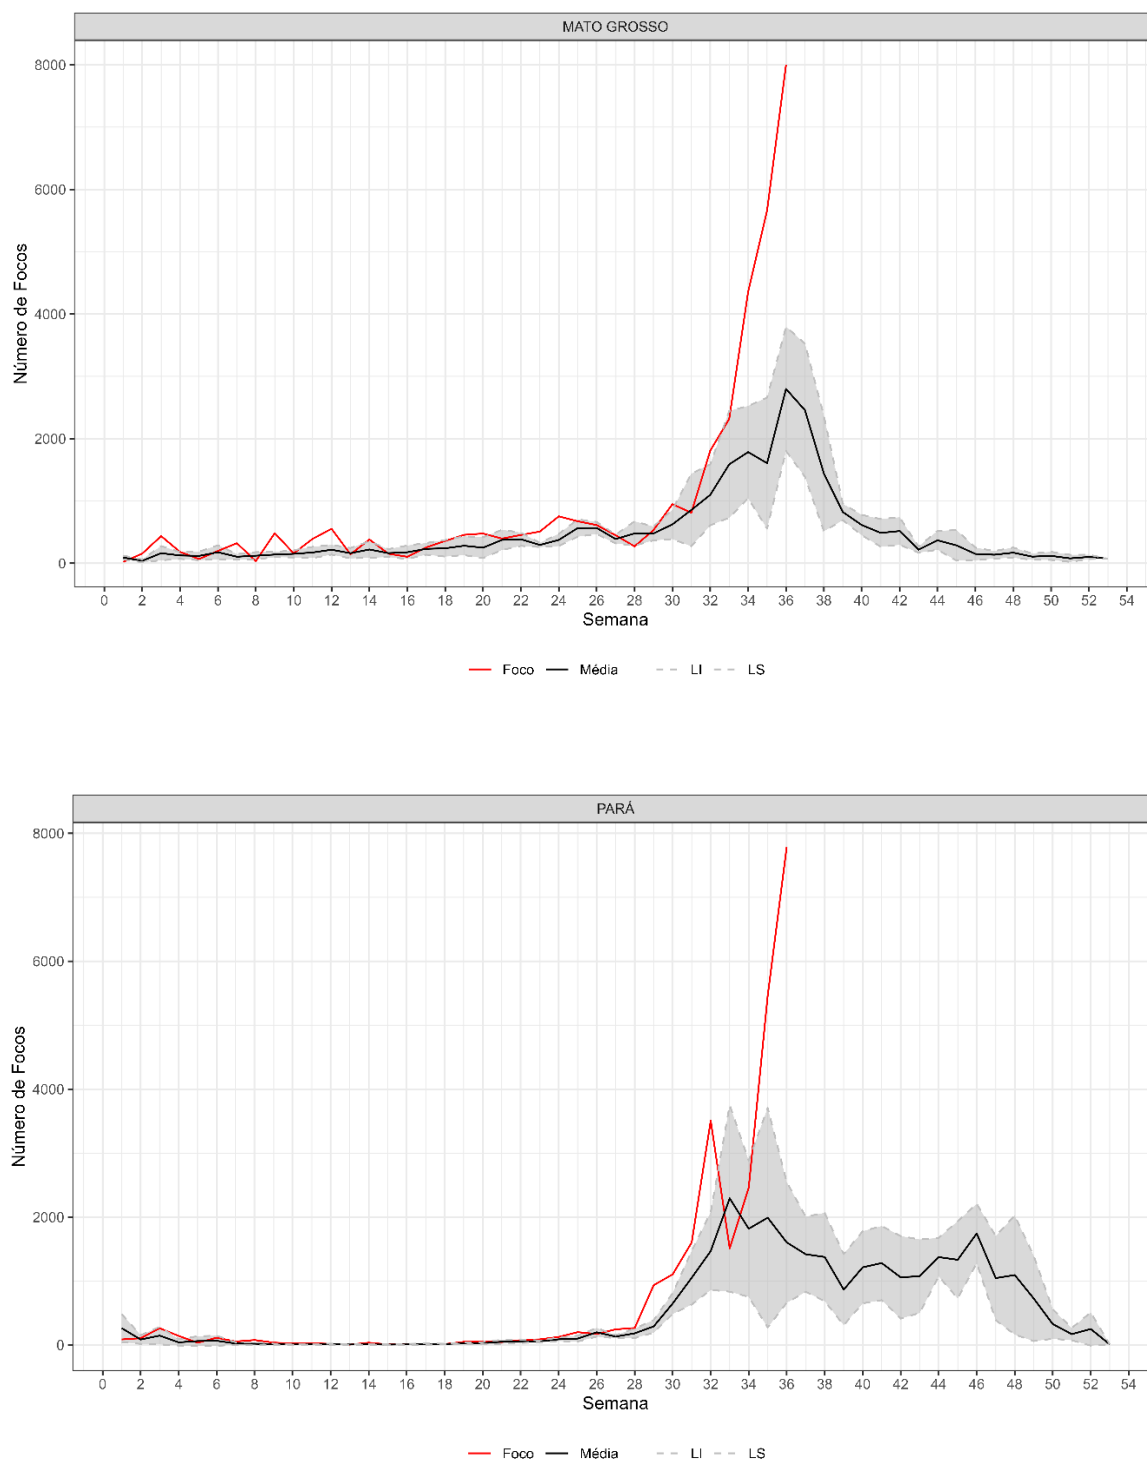 MATO GROSSO
8000
6000
4000
2000
0
Número de Focos
0 2 4 6 8 10 12 14 16 18 20 22 24 26 28 30 32 34 36 38 40 42 44 46 48 50 52 54
Semana
Foco Média LI LS
PARÁ
8000
6000
4000
2000
0
Número de Focos
0 2 4 6 8 10 12 14 16 18 20 22 24 26 28 30 32 34 36 38 40 42 44 46 48 50 52 54
Semana
Foco Média LI LS